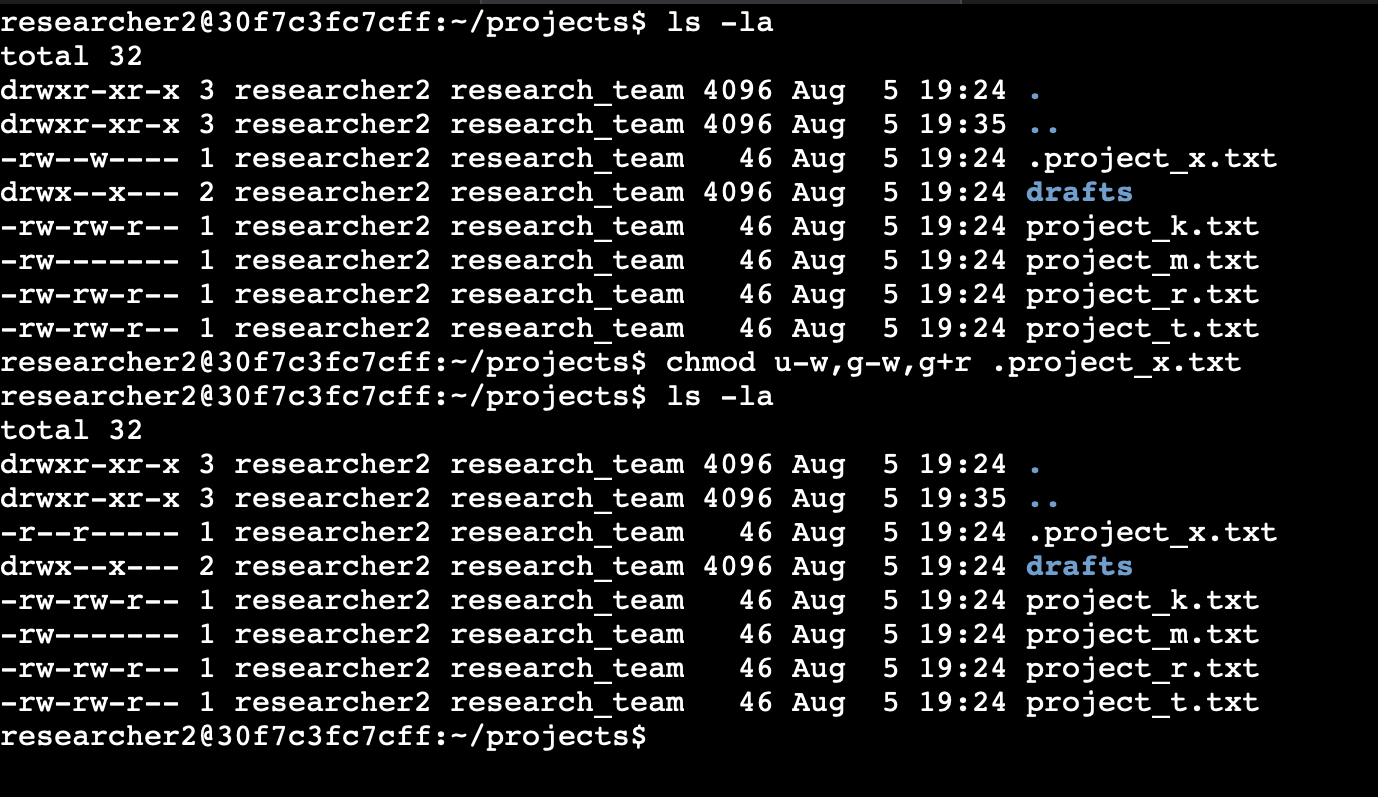 researcher2@30f7c3fc7cff:~/projects$ ls -la
total 32
drwxr-xr-x 3 researcher2 research_team 4096 Aug  5 19:24 .
drwxr-xr-x 3 researcher2 research_team 4096 Aug  5 19:35 ..
-rw--w---- 1 researcher2 research_team   46 Aug  5 19:24 .project_x.txt
drwx--x--- 2 researcher2 research_team 4096 Aug  5 19:24 drafts
-rw-rw-r-- 1 researcher2 research_team   46 Aug  5 19:24 project_k.txt
-rw------- 1 researcher2 research_team   46 Aug  5 19:24 project_m.txt
-rw-rw-r-- 1 researcher2 research_team   46 Aug  5 19:24 project_r.txt
-rw-rw-r-- 1 researcher2 research_team   46 Aug  5 19:24 project_t.txt
researcher2@30f7c3fc7cff:~/projects$ chmod u-w,g-w,g+r .project_x.txt
researcher2@30f7c3fc7cff:~/projects$ ls -la
total 32
drwxr-xr-x 3 researcher2 research_team 4096 Aug  5 19:24 .
drwxr-xr-x 3 researcher2 research_team 4096 Aug  5 19:35 ..
-r--r----- 1 researcher2 research_team   46 Aug  5 19:24 .project_x.txt
drwx--x--- 2 researcher2 research_team 4096 Aug  5 19:24 drafts
-rw-rw-r-- 1 researcher2 research_team   46 Aug  5 19:24 project_k.txt
-rw------- 1 researcher2 research_team   46 Aug  5 19:24 project_m.txt
-rw-rw-r-- 1 researcher2 research_team   46 Aug  5 19:24 project_r.txt
-rw-rw-r-- 1 researcher2 research_team   46 Aug  5 19:24 project_t.txt
researcher2@30f7c3fc7cff:~/projects$